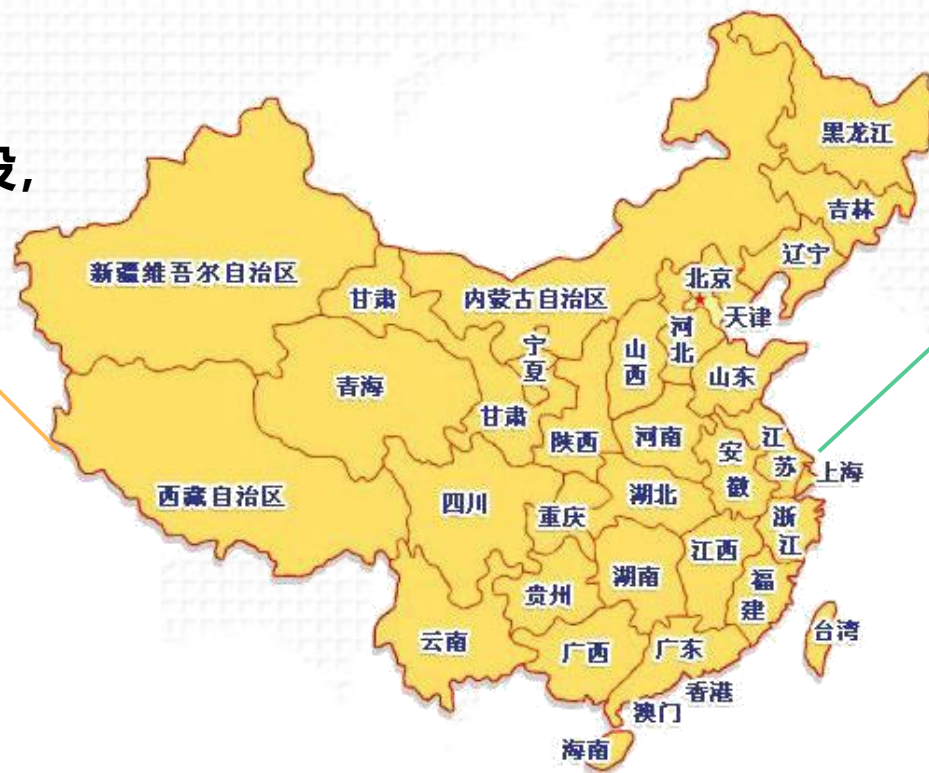 段,
黑龙江
吉林
辽宁
新疆维吾尔自治区
甘肃
内蒙古自治区
北京
天津
河北
宁夏
山西
山东
青海
甘肃
陕西
河南
安徽
江苏
上海
西藏自治区
四川
重庆
湖北
浙江
江西
湖南
贵州
福建
台湾
云南
广西
广东
香港
澳门
海南